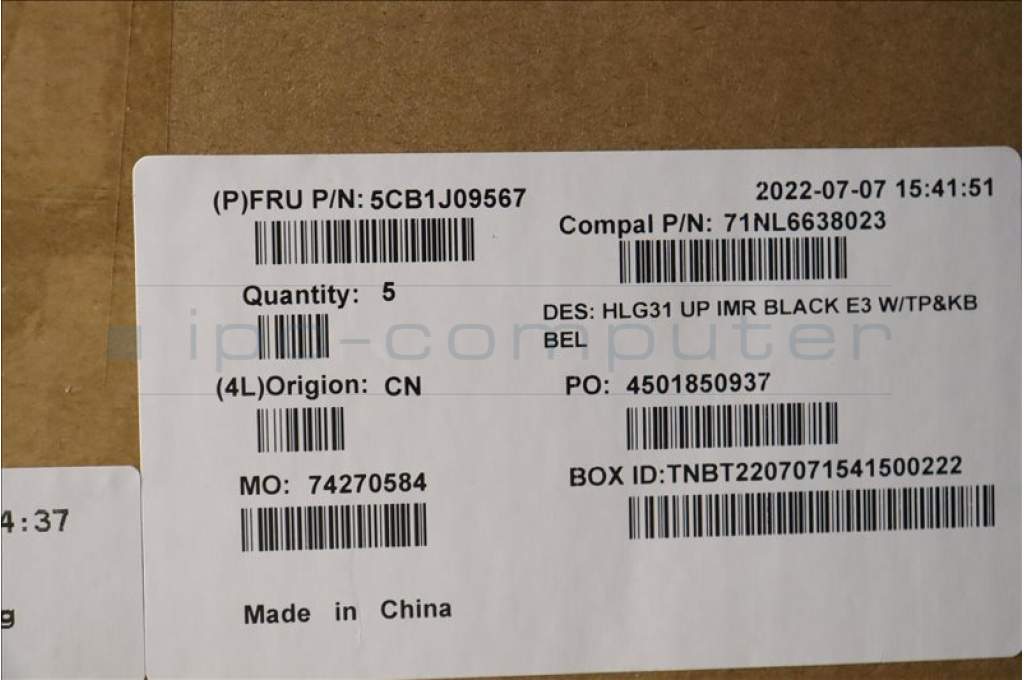 (P)FRU P/N: 5CB1J09567
2022-07-07 15:41:51
Compal P/N: 71NL6638023
Quantity: 5
DES: HLG31 UP IMR BLACK E3 W/TP&KB
BEL
ipc-computer
(4L)Origion: CN
PO: 4501850937
MO: 74270584
BOX ID:TNBT2207071541500222
4:37
g
Made in China